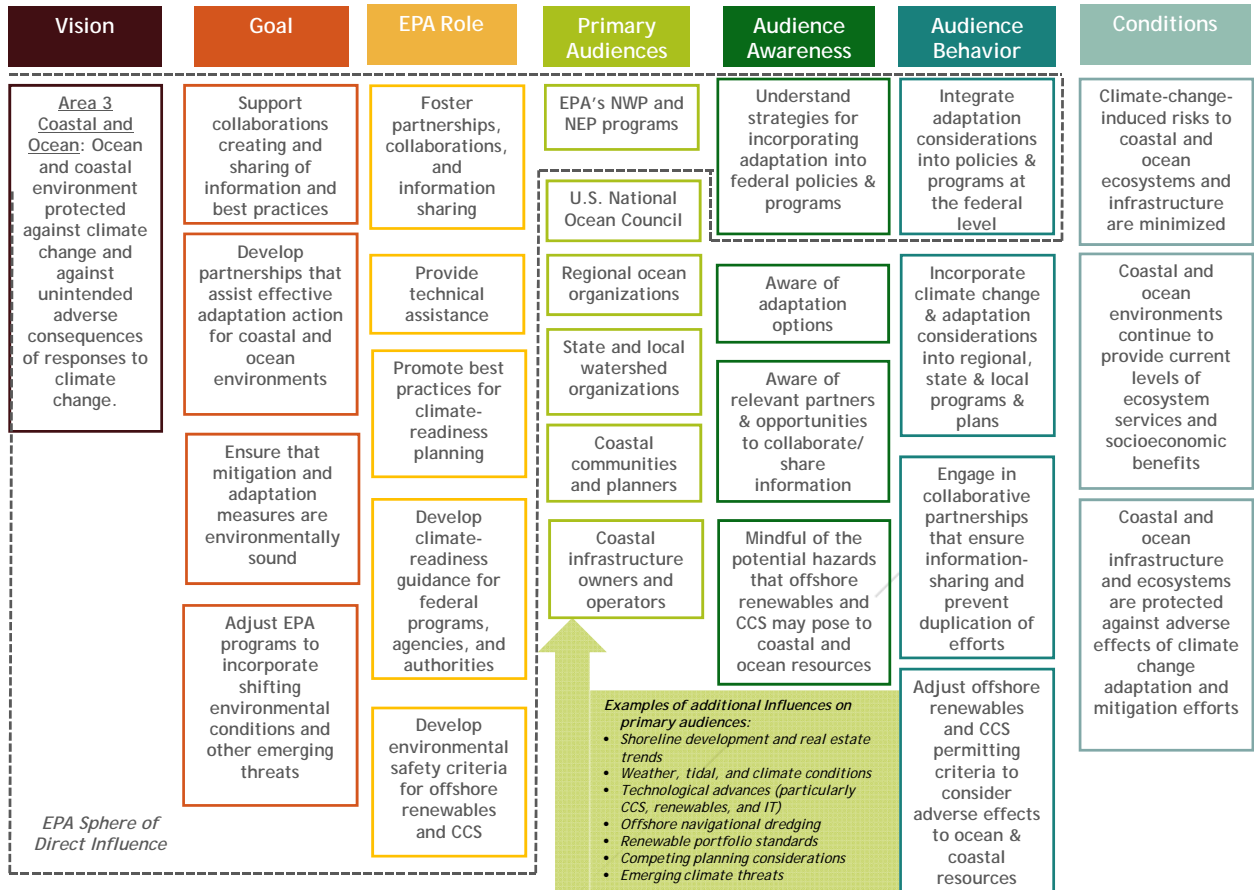 Vision
Goal
EPA Role
Primary
Audiences
Audience
Awareness
Audience
Behavior
Conditions
Area 3
Coastal and
Ocean: Ocean
and coastal
environment
protected
against climate
change and
against
unintended
adverse
consequences
of responses to
climate
change.
Support
collaborations
creating and
sharing of
information and
best practices
Develop
partnerships that
assist effective
adaptation action
for coastal and
ocean
environments
Ensure that
mitigation and
adaptation
measures are
environmentally
sound
Adjust EPA
programs to
incorporate
shifting
environmental
conditions and
other emerging
threats
Foster
partnerships,
collaborations,
and
information
sharing
Provide
technical
assistance
Promote best
practices for
climate-
readiness
planning
Develop
climate-
readiness
guidance for
federal
programs,
agencies, and
authorities
Develop
environmental
safety criteria
for offshore
renewables
and CCS
EPA's NWP and
NEP programs
U.S. National
Ocean Council
Regional ocean
organizations
State and local
watershed
organizations
Coastal
communities
and planners
Coastal
infrastructure
owners and
operators
Understand
strategies for
incorporating
adaptation into
federal policies &
programs
Aware of
adaptation
options
Aware of
relevant partners
& opportunities
to collaborate/
share
information
Mindful of the
potential hazards
that offshore
renewables and
CCS may pose to
coastal and
ocean resources
Integrate
adaptation
considerations
into policies &
programs at
the federal
level
Incorporate
climate change
& adaptation
considerations
into regional,
state & local
programs &
plans
Engage in
collaborative
partnerships
that ensure
information-
sharing and
prevent
duplication of
efforts
Adjust offshore
renewables
and CCS
permitting
criteria to
consider
adverse effects
to ocean &
coastal
resources
Climate-change-
induced risks to
coastal and
ocean
ecosystems and
infrastructure
are minimized
Coastal and
ocean
environments
continue to
provide current
levels of
ecosystem
services and
socioeconomic
benefits
Coastal and
ocean
infrastructure
and ecosystems
are protected
against adverse
effects of climate
change
adaptation and
mitigation efforts
Examples of additional Influences on
primary audiences:
• Shoreline development and real estate
trends
• Weather, tidal, and climate conditions
• Technological advances (particularly
CCS, renewables, and IT)
• Offshore navigational dredging
• Renewable portfolio standards
• Competing planning considerations
• Emerging climate threats
EPA Sphere of
Direct Influence